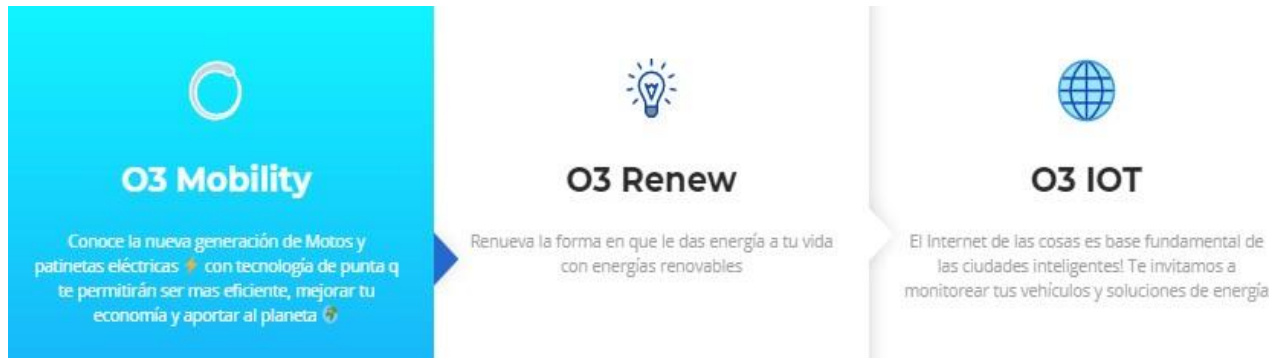 O3 Mobility
Conoce la nueva generación de Motos y
patinetas eléctricas ⚡ con tecnología de punta q
te permitirán ser mas eficiente, mejorar tu
economía y aportar al planeta 🌍
O3 Renew
Renueva la forma en que le das energía a tu vida
con energías renovables
O3 IOT
El Internet de las cosas es base fundamental de
las ciudades inteligentes! Te invitamos a
monitorear tus vehículos y soluciones de energía